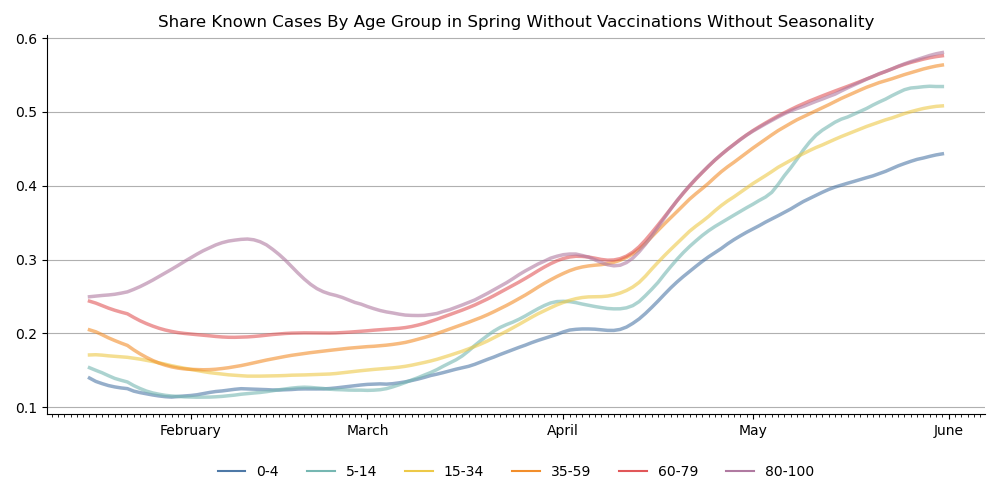 Share Known Cases By Age Group in Spring Without Vaccinations Without Seasonality
0.6
0.5
0.4
0.3
0.2
0.1
February March April May June
0-4 5-14 15-34 35-59 60-79 80-100